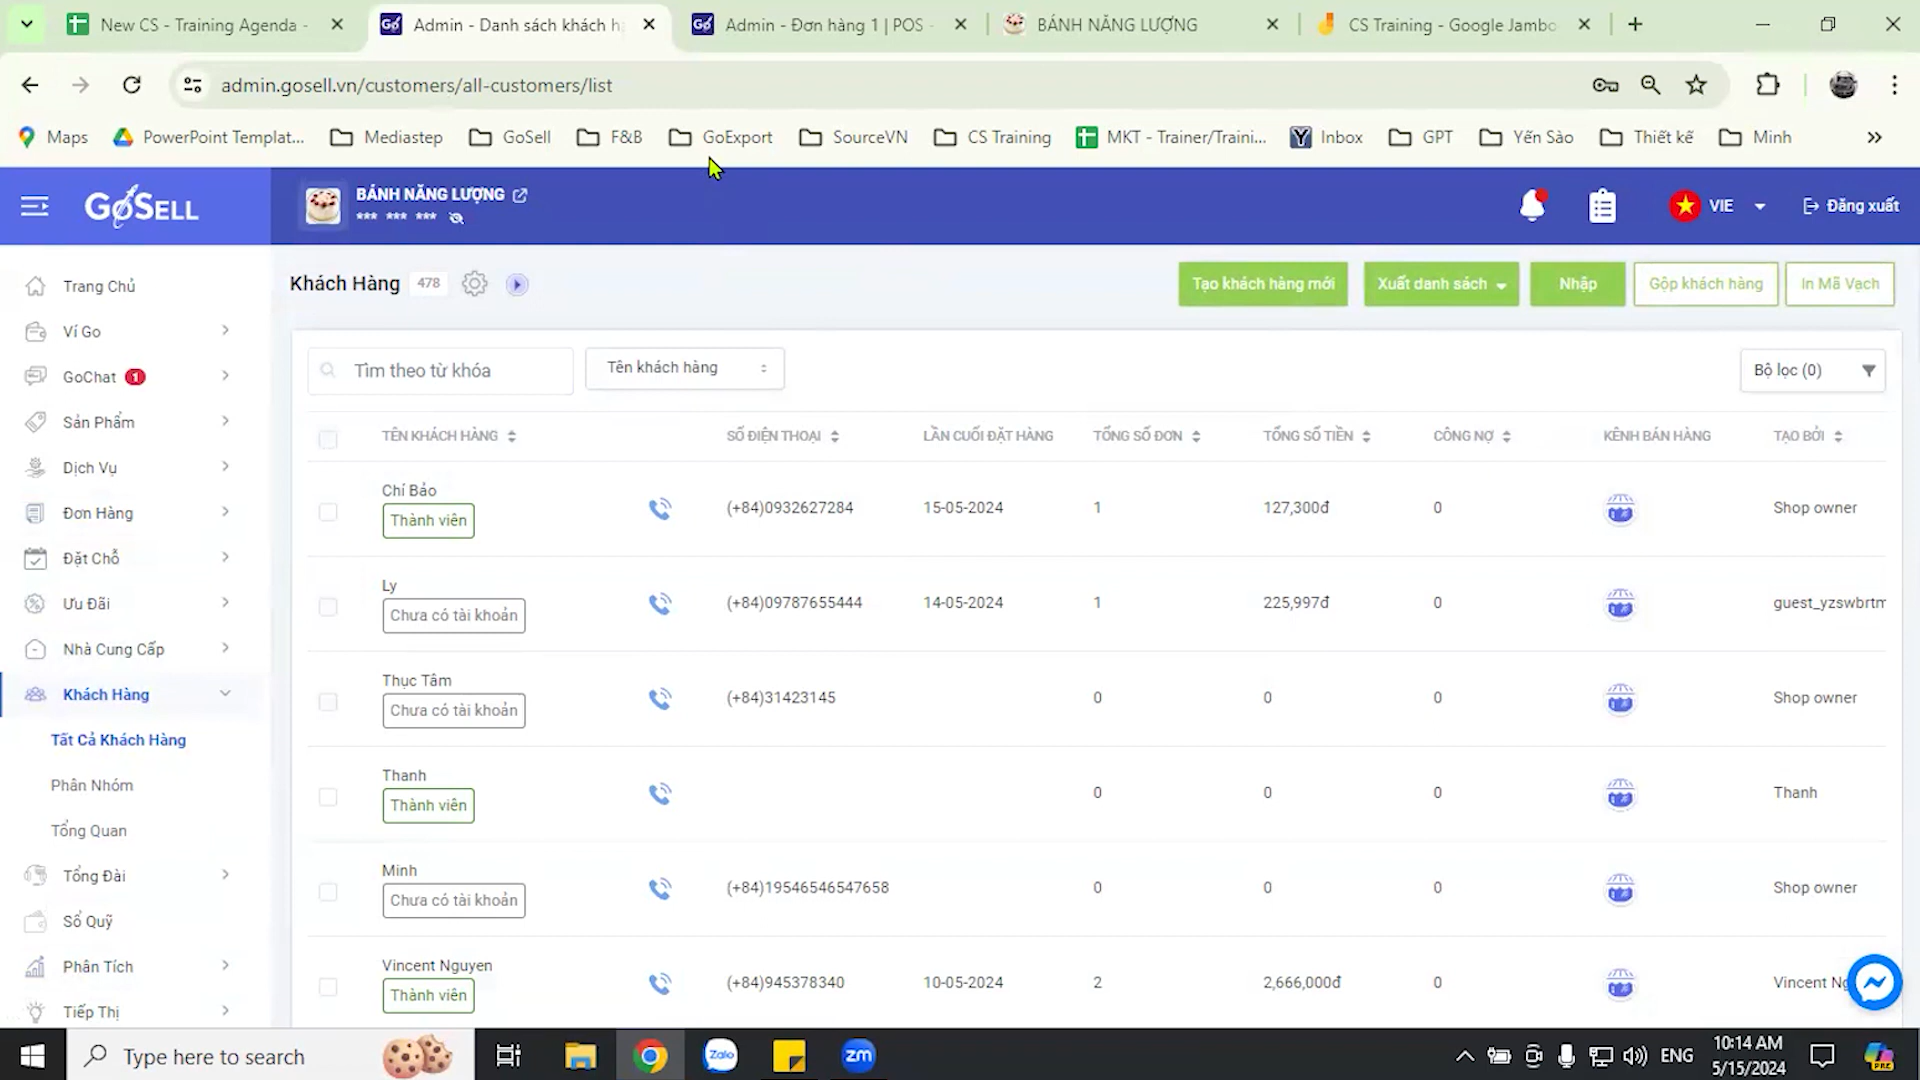 New CS - Training Agenda -
Admin - Danh sách khách hà
Admin - Đơn hàng 1 | POS -
BÁNH NĂNG LƯỢNG
CS Training - Google Jambo
admin.gosell.vn/customers/all-customers/list
Maps
PowerPoint Templat...
Mediastep
GoSell
F&B
GoExport
SourceVN
CS Training
MKT - Trainer/Traini...
Inbox
GPT
Yến Sào
Thiết kế
Minh
GoSELL
BÁNH NĂNG LƯỢNG
*** *** ***
VIE
Đăng xuất
Trang Chủ
Ví Go
GoChat 1
Sản Phẩm
Dịch Vụ
Đơn Hàng
Đặt Chỗ
Ưu Đãi
Nhà Cung Cấp
Khách Hàng
Tất Cả Khách Hàng
Phân Nhóm
Tổng Quan
Tổng Đài
Sổ Quỹ
Phân Tích
Tiếp Thị
Khách Hàng 478
Tạo khách hàng mới
Xuất danh sách
Nhập
Gộp khách hàng
In Mã Vạch
Tìm theo từ khóa
Tên khách hàng
Bộ lọc (0)
TÊN KHÁCH HÀNG SỐ ĐIỆN THOẠI LẦN CUỐI ĐẶT HÀNG TỔNG SỐ ĐƠN TỔNG SỐ TIỀN CÔNG NỢ KÊNH BÁN HÀNG TẠO BỞI
Chí Bảo
Thành viên
(+84)0932627284 15-05-2024 1 127,300đ 0 Shop owner
Ly
Chưa có tài khoản
(+84)09787655444 14-05-2024 1 225,997đ 0 guest_yzswbrtm
Thục Tâm
Chưa có tài khoản
(+84)31423145 0 0 0 Shop owner
Thanh
Thành viên
0 0 0 Thanh
Minh
Chưa có tài khoản
(+84)19546546547658 0 0 0 Shop owner
Vincent Nguyen
Thành viên
(+84)945378340 10-05-2024 2 2,666,000đ 0 Vincent Ng
Type here to search
Zalo
zm
ENG
10:14 AM
5/15/2024
PRE